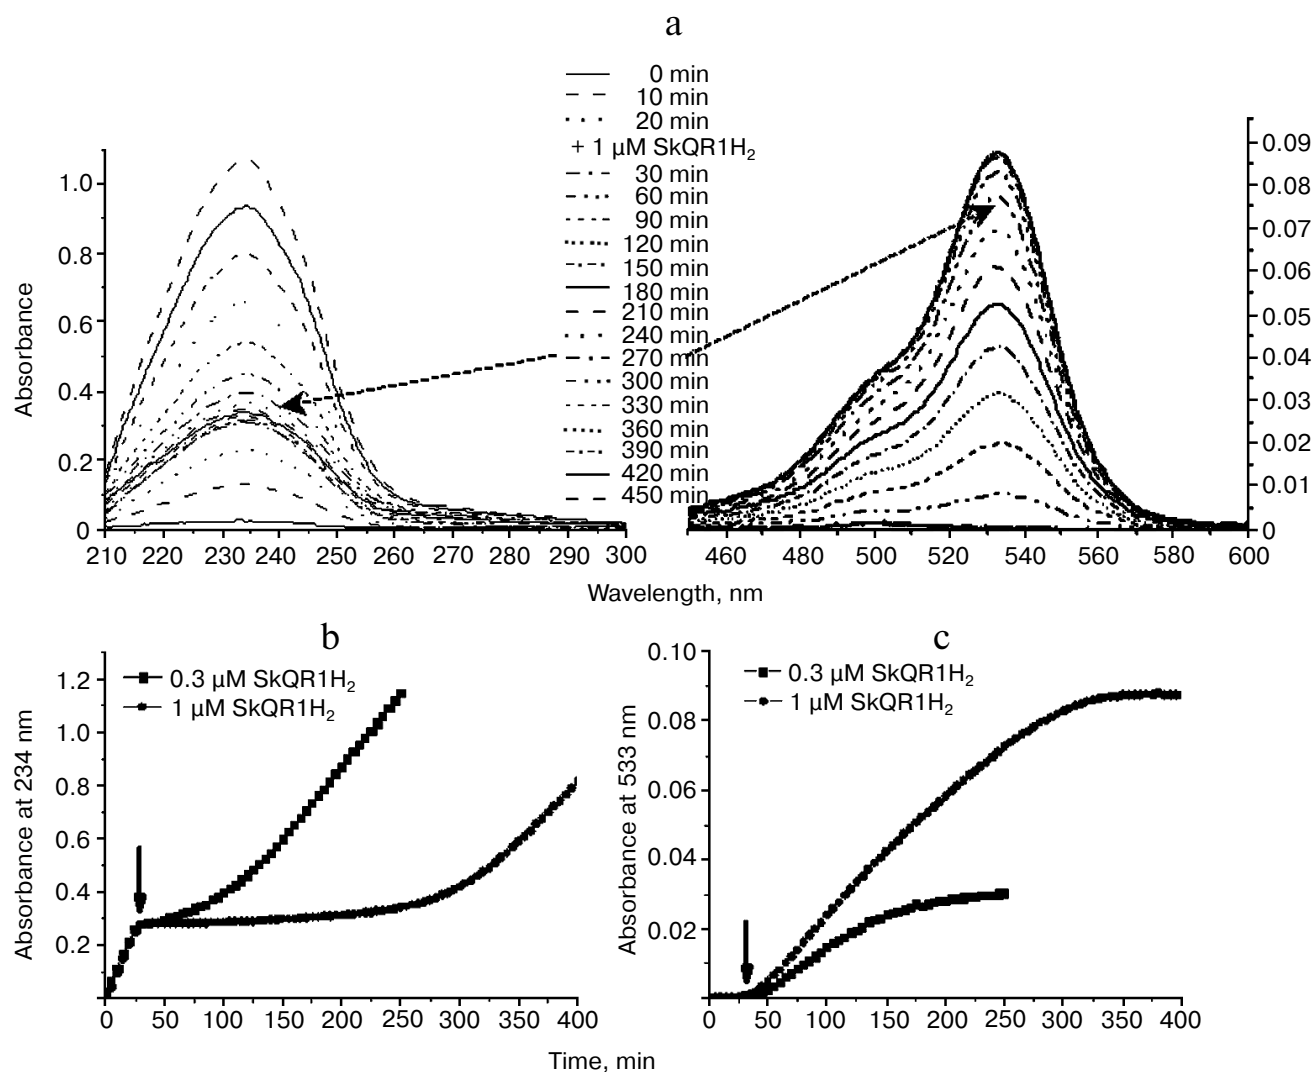 a
0 min
10 min
20 min
+ 1 µM SkQR1H₂
30 min
60 min
90 min
120 min
150 min
180 min
210 min
240 min
270 min
300 min
330 min
360 min
390 min
420 min
450 min
Absorbance
1.0
0.8
0.6
0.4
0.2
0
210 220 230 240 250 260 270 280 290 300
0.09
0.08
0.07
0.06
0.05
0.04
0.03
0.02
0.01
0
460 480 500 520 540 560 580 600
Wavelength, nm
b
0.3 µM SkQR1H₂
1 µM SkQR1H₂
Absorbance at 234 nm
1.2
1.0
0.8
0.6
0.4
0.2
0 50 100 150 200 250 300 350 400
c
0.3 µM SkQR1H₂
1 µM SkQR1H₂
Absorbance at 533 nm
0.10
0.08
0.06
0.04
0.02
0 50 100 150 200 250 300 350 400
Time, min